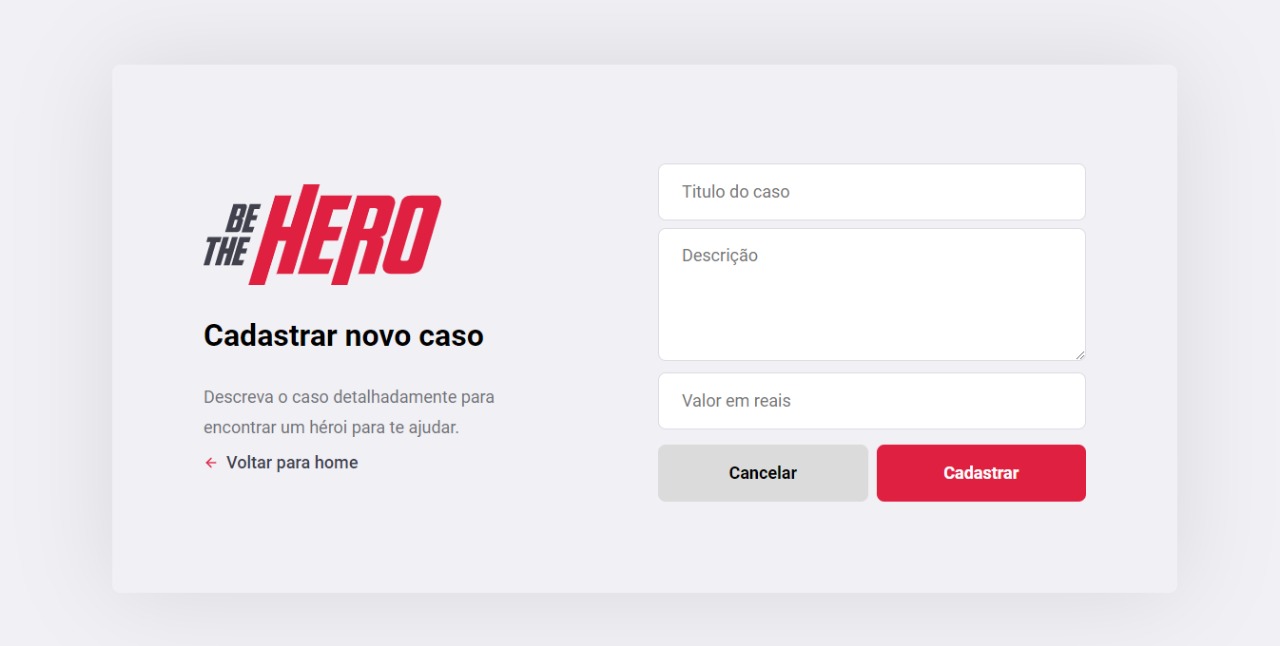 BE
THE
HERO
Cadastrar novo caso
Descreva o caso detalhadamente para
encontrar um héroi para te ajudar.
Voltar para home
Titulo do caso
Descrição
Valor em reais
Cancelar
Cadastrar